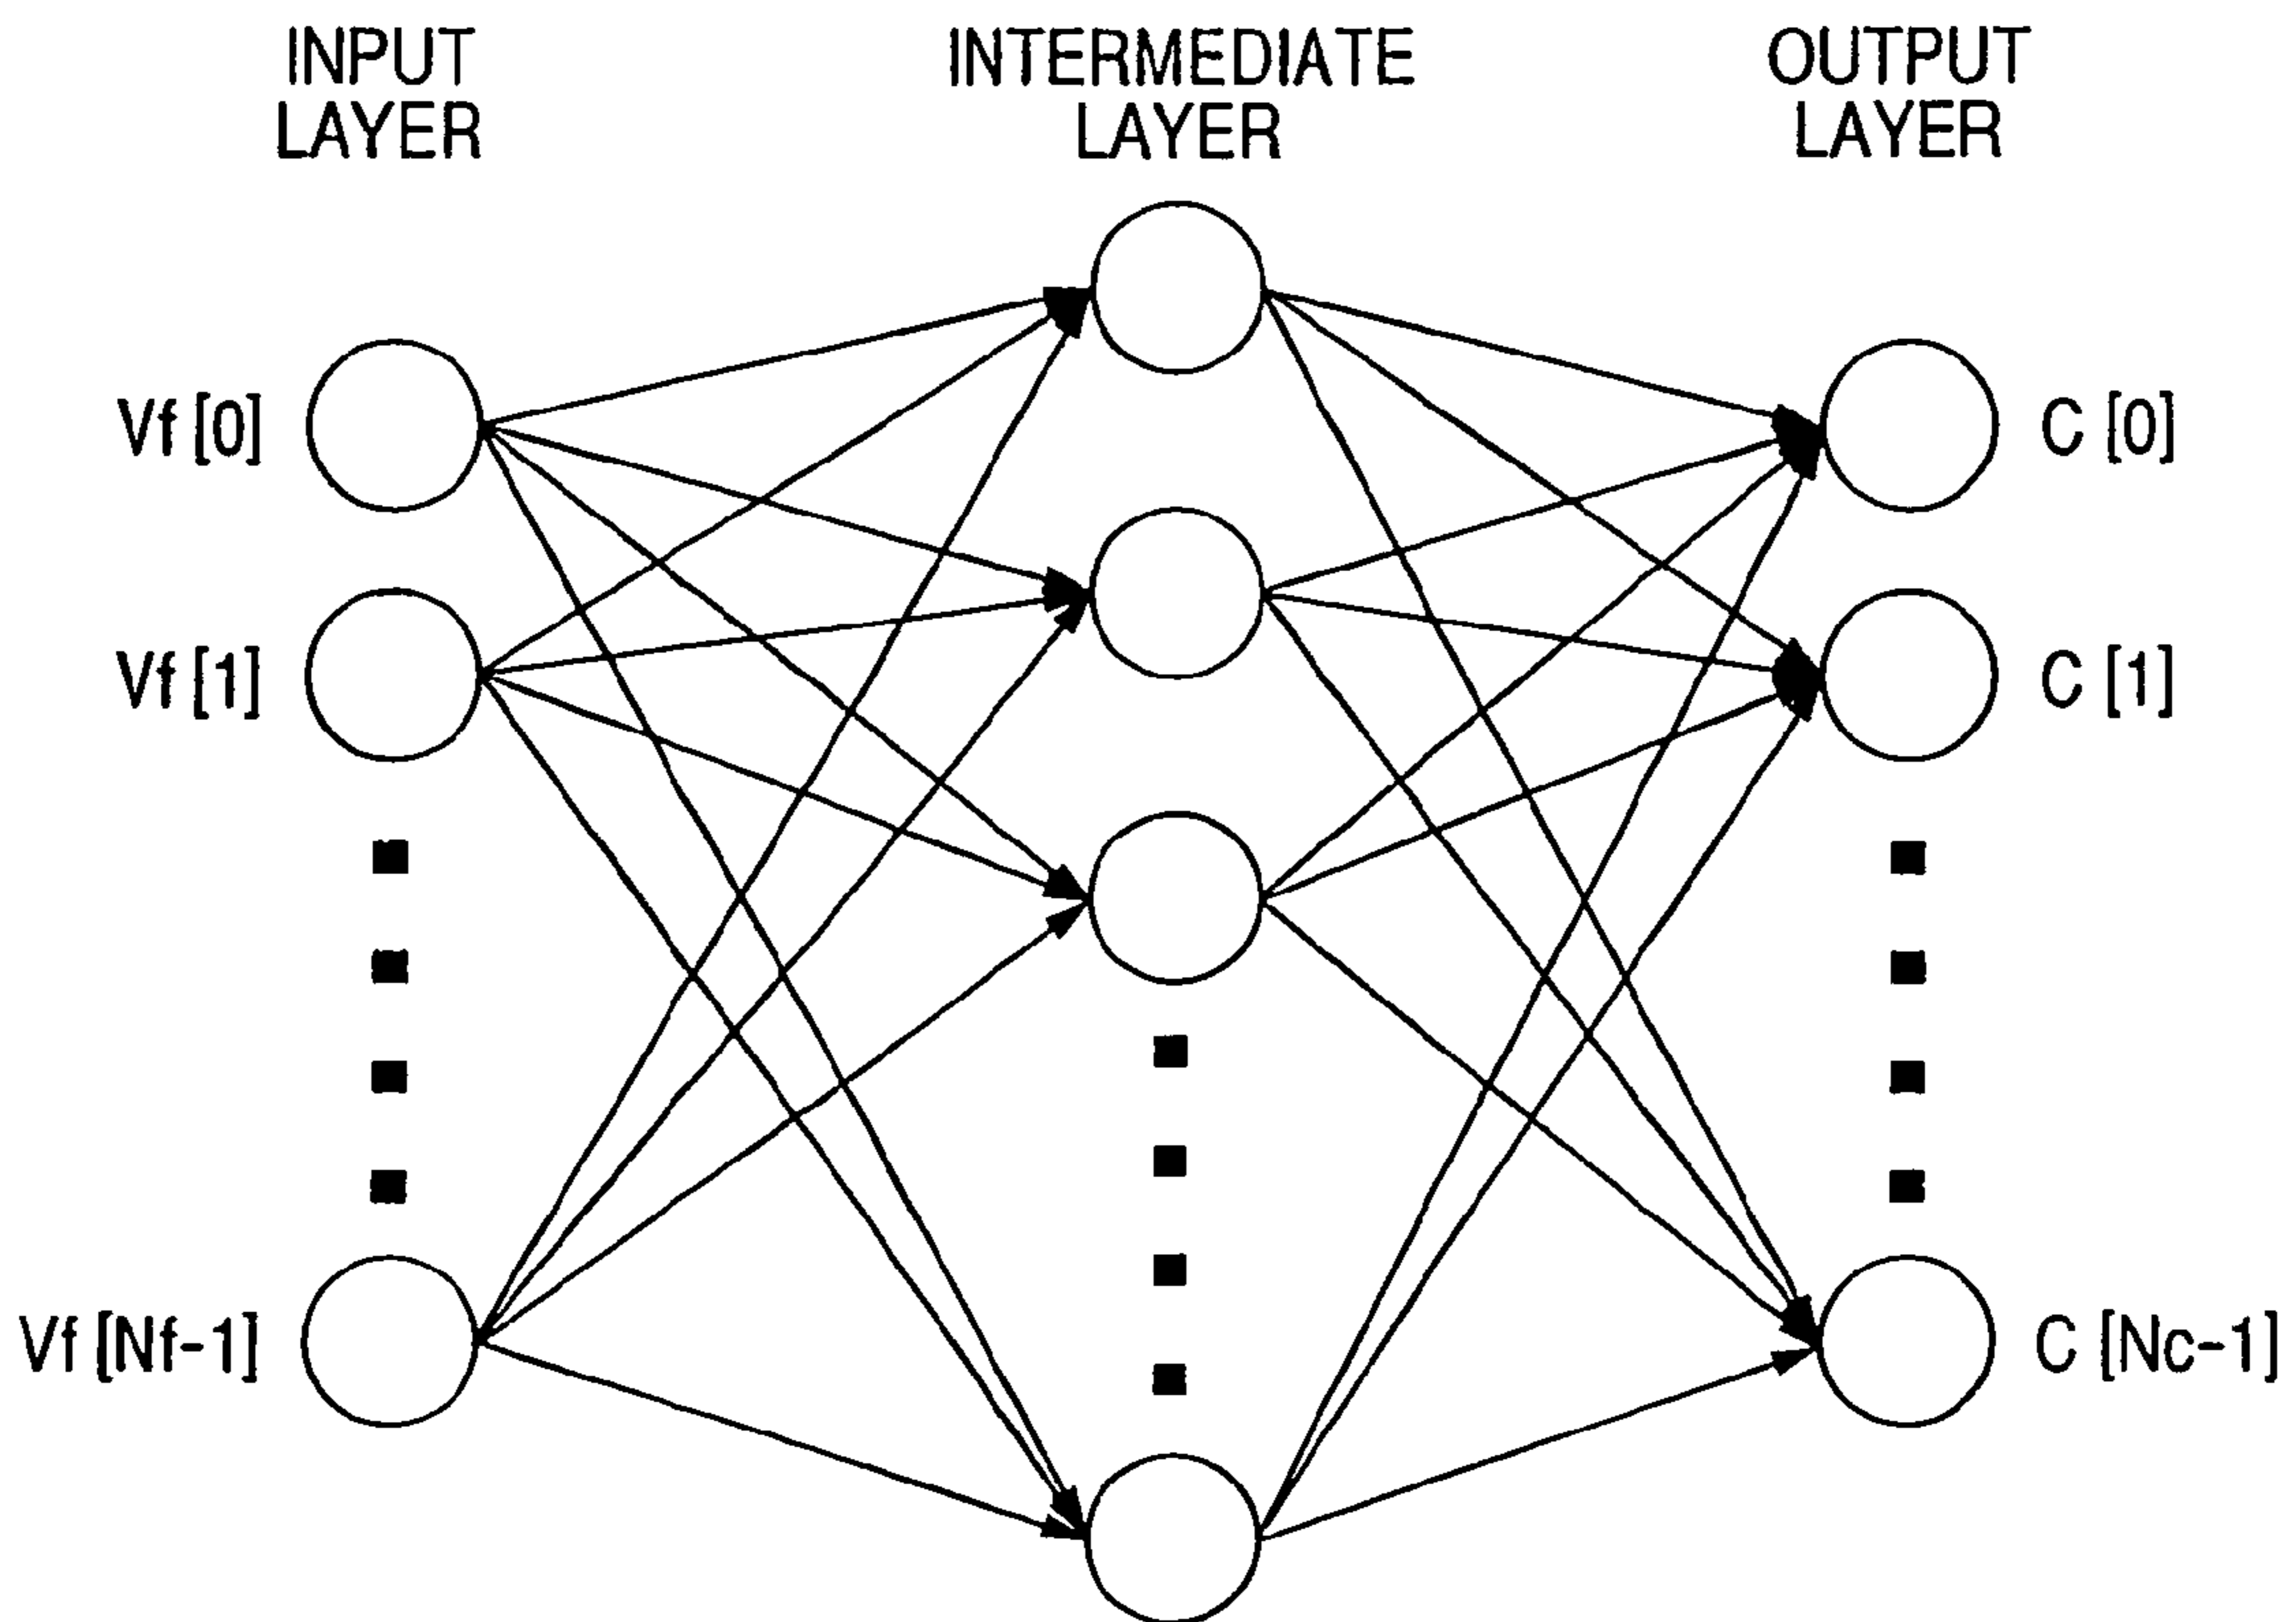 INPUT
LAYER
INTERMEDIATE
LAYER
OUTPUT
LAYER
Vf [0]
C [0]
Vf [1]
C [1]
Vf [Nf-1]
C [Nc-1]